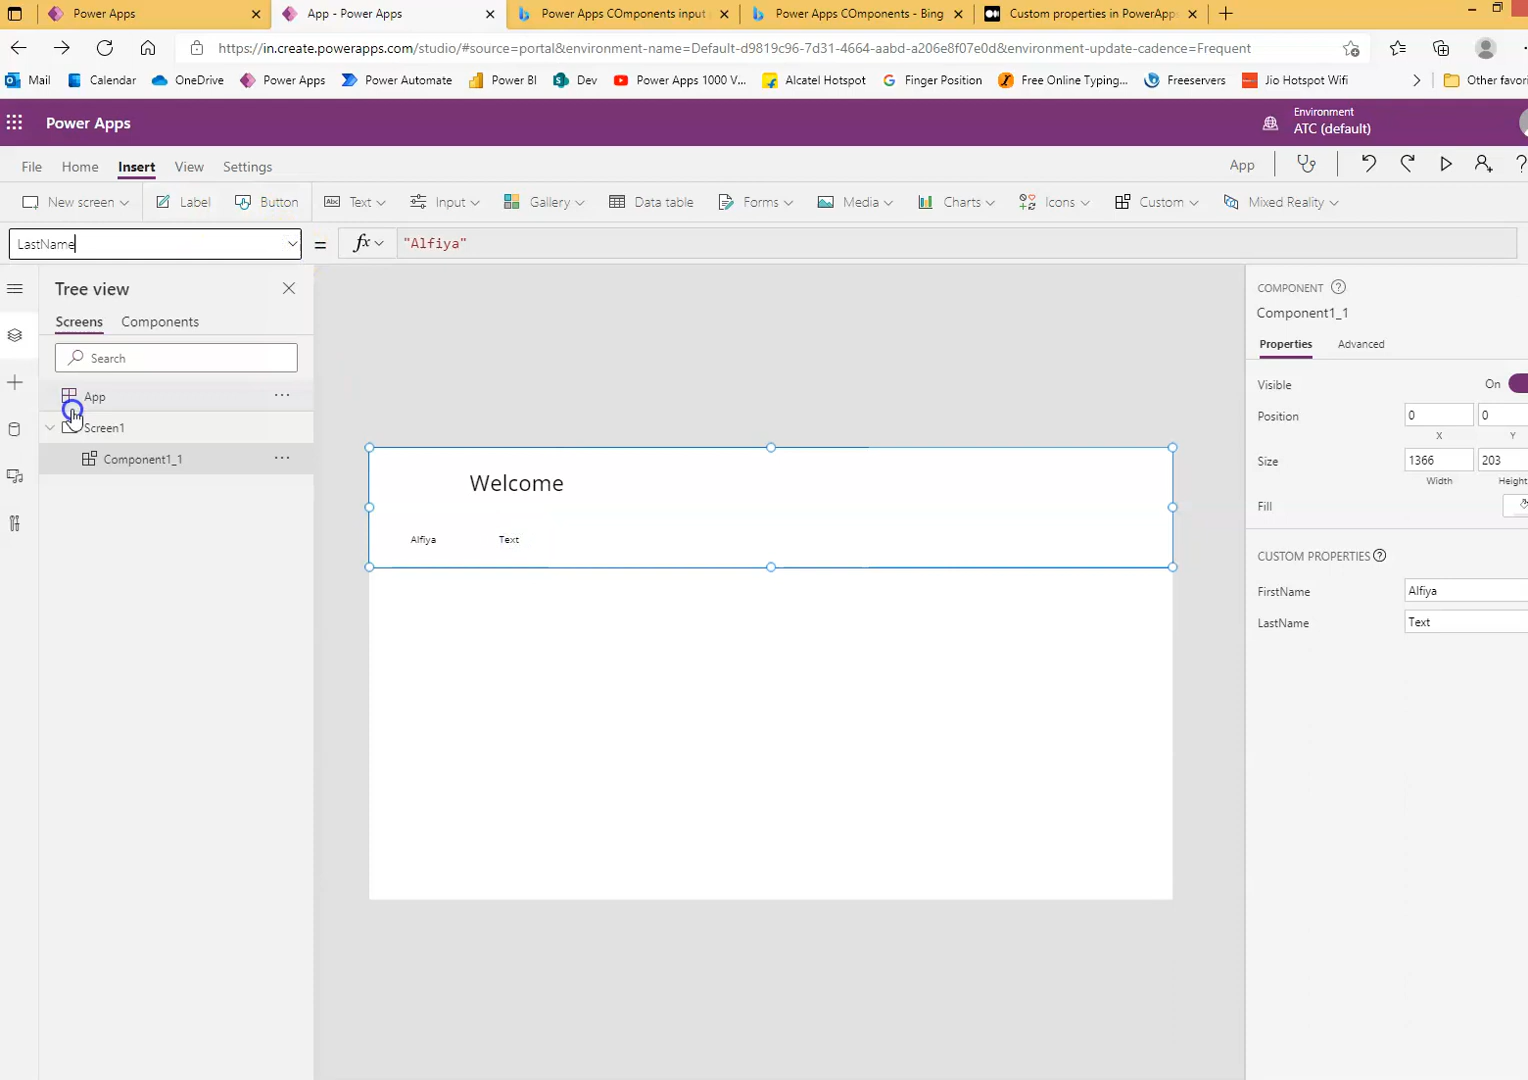 Power Apps
App - Power Apps
Power Apps COmponents input
Power Apps COmponents - Bing
Custom properties in PowerApp
https://in.create.powerapps.com/studio/#source=portal&environment-name=Default-d9819c96-7d31-4664-aabd-a206e8f07e0d&environment-update-cadence=Frequent
Mail Calendar OneDrive Power Apps Power Automate Power BI Dev Power Apps 1000 V... Alcatel Hotspot Finger Position Free Online Typing... Freeservers Jio Hotspot Wifi Other favori
Power Apps
Environment
ATC (default)
File Home Insert View Settings App
New screen Label Button Text Input Gallery Data table Forms Media Charts Icons Custom Mixed Reality
LastName = fx "Alfiya"
Tree view
Screens Components
Search
App
Screen1
Component1_1
Welcome
Alfiya Text
COMPONENT
Component1_1
Properties Advanced
Visible On
Position 0 0
X Y
Size 1366 203
Width Height
Fill
CUSTOM PROPERTIES
FirstName Alfiya
LastName Text